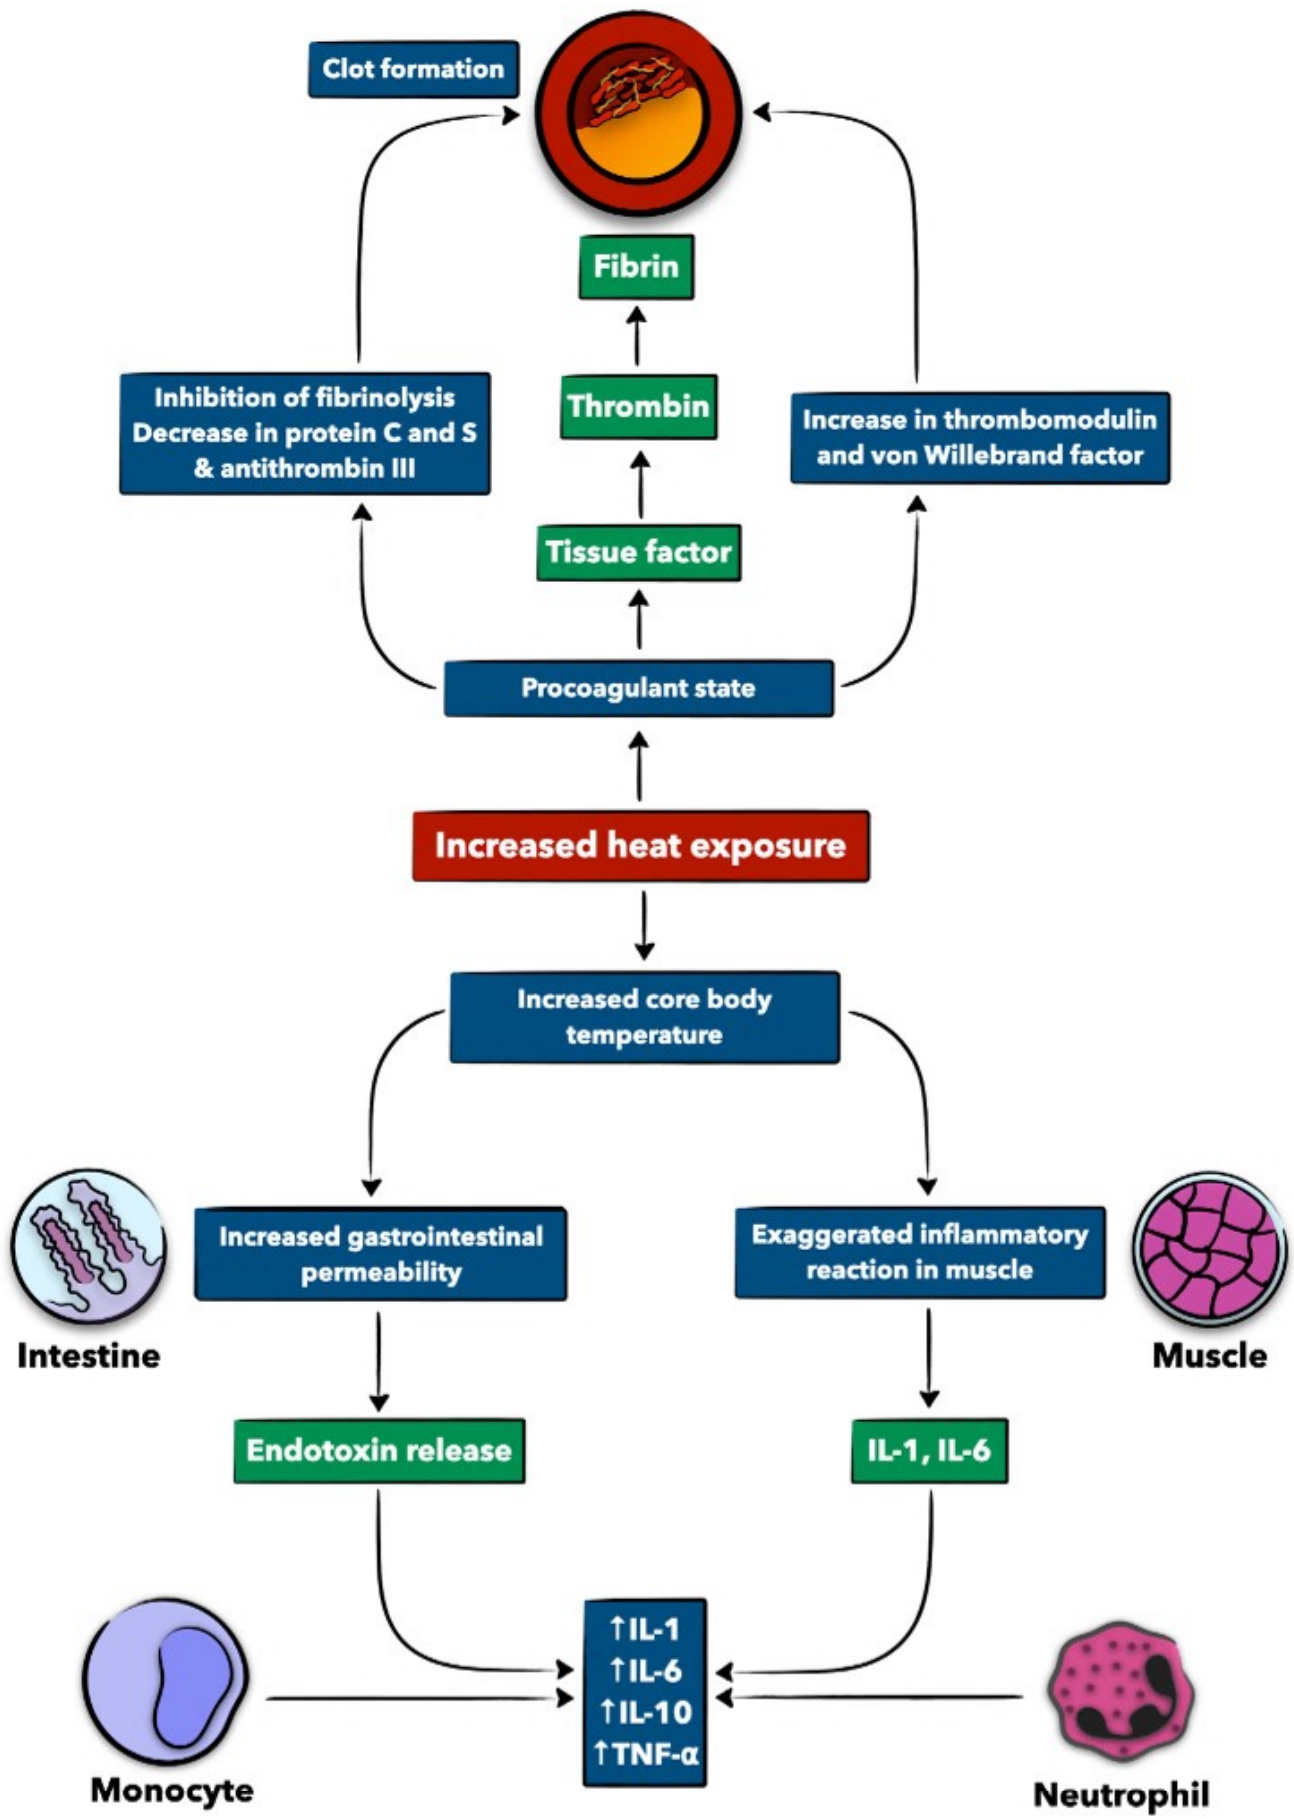 Clot formation
Fibrin
Thrombin
Inhibition of fibrinolysis
Decrease in protein C and S
& antithrombin III
Increase in thrombomodulin
and von Willebrand factor
Tissue factor
Procoagulant state
Increased heat exposure
Increased core body
temperature
Increased gastrointestinal
permeability
Exaggerated inflammatory
reaction in muscle
Intestine
Muscle
Endotoxin release
IL-1, IL-6
↑IL-1
↑IL-6
↑IL-10
↑TNF-α
Monocyte
Neutrophil